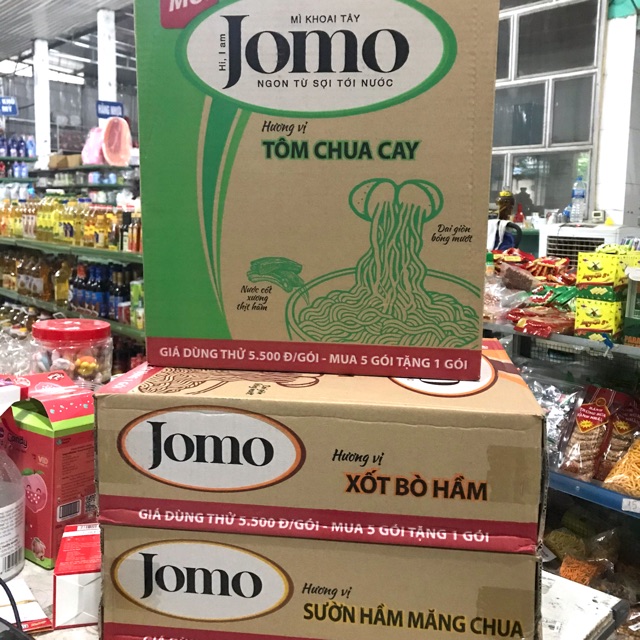 MÌ KHOAI TÂY
Hi, I am
Jomo
NGON TỪ SỢI TỚI NƯỚC
Hương vị
TÔM CHUA CAY
Dai giòn
bóng mượt
Nước cốt
xương
thịt hầm
GIÁ DÙNG THỬ 5.500 Đ/GÓI - MUA 5 GÓI TẶNG 1 GÓI
Jomo
Hương vị
XỐT BÒ HẦM
GIÁ DÙNG THỬ 5.500 Đ/GÓI - MUA 5 GÓI TẶNG 1 GÓI
Jomo
Hương vị
SƯỜN HẦM MĂNG CHUA